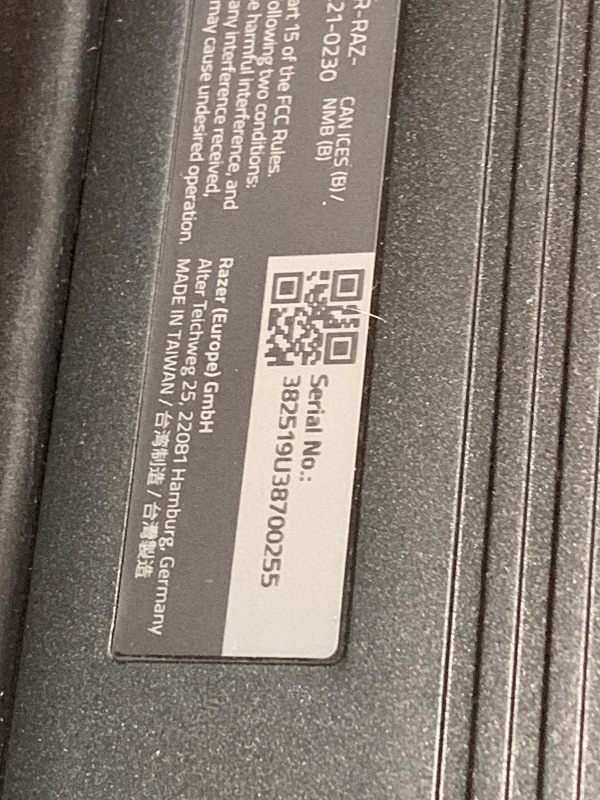 R-RAZ-
21-0230
CAN ICES (B) /
NMB (B)
art 15 of the FCC Rules.
ollowing two conditions:
e harmful interference, and
any interference received,
may cause undesired operation.
Serial No.:
382519U38700255
Razer (Europe) GmbH
Alter Teichweg 25, 22081 Hamburg, Germany
MADE IN TAIWAN / 台湾制造 / 台灣製造